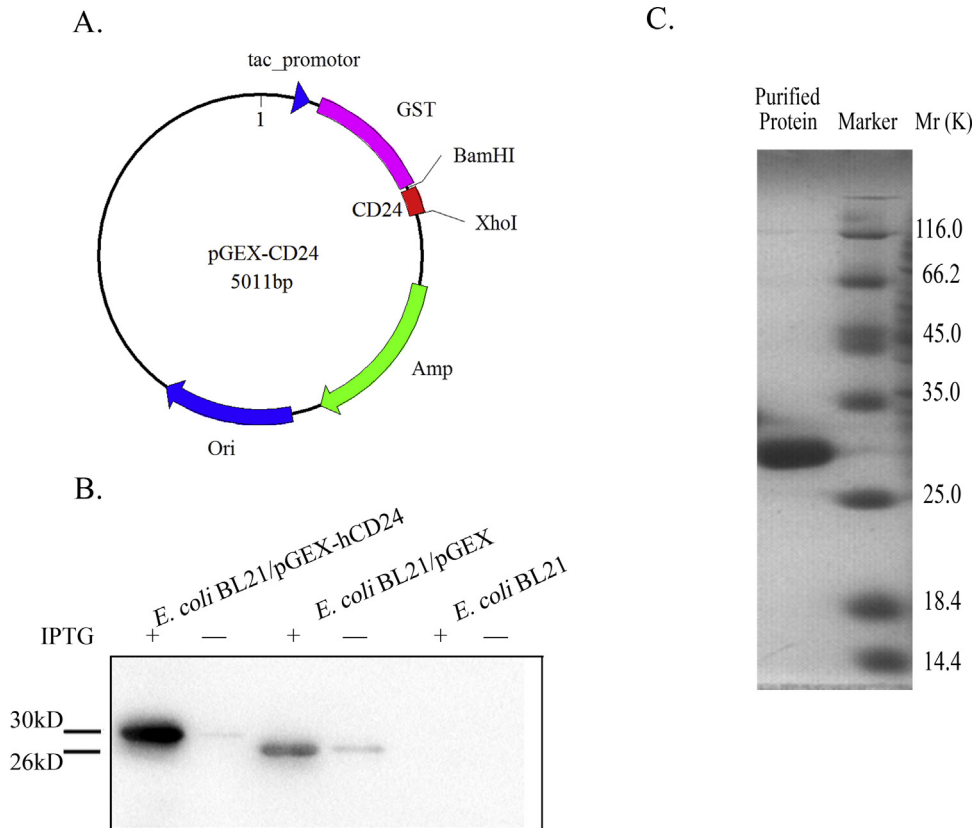 A.
tac_promotor
1
GST
BamHI
CD24
XhoI
pGEX-CD24
5011bp
Amp
Ori
B.
E. coli BL21/pGEX-hCD24
E. coli BL21/pGEX
E. coli BL21
IPTG + — + — + —
30kD
26kD
C.
Purified
Protein Marker Mr (K)
116.0
66.2
45.0
35.0
25.0
18.4
14.4